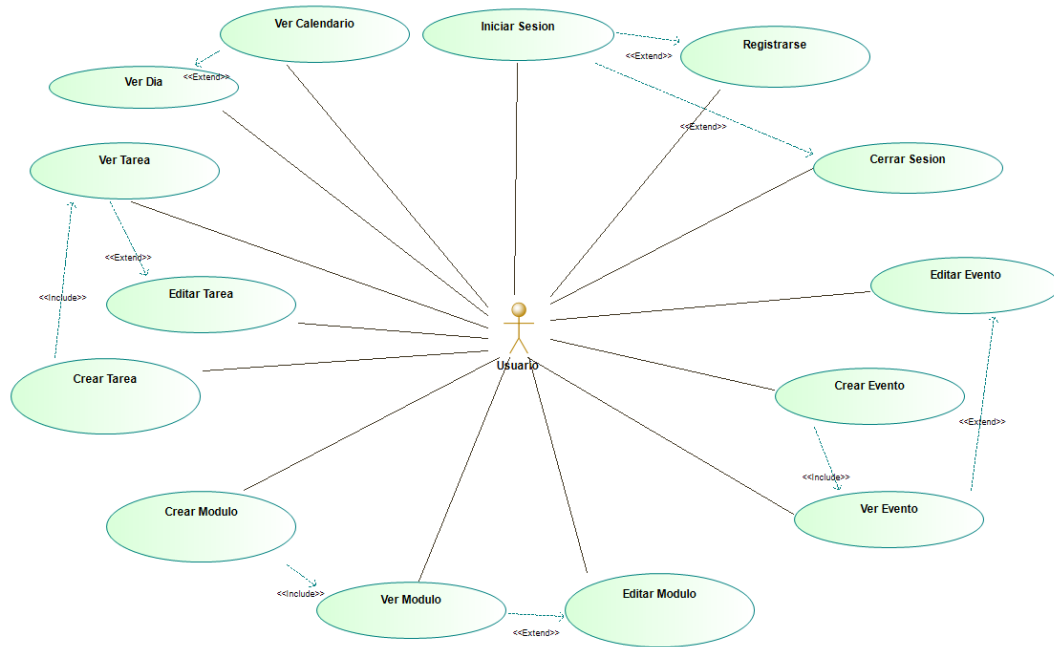 Ver Calendario
Iniciar Sesion
Registrarse
<<Extend>>
<<Extend>>
Ver Dia
<<Extend>>
Ver Tarea
Cerrar Sesion
<<Extend>>
Editar Evento
<<Include>>
Editar Tarea
Usuario
Crear Tarea
Crear Evento
<<Extend>>
<<Include>>
Crear Modulo
Ver Evento
<<Include>>
Ver Modulo
Editar Modulo
<<Extend>>